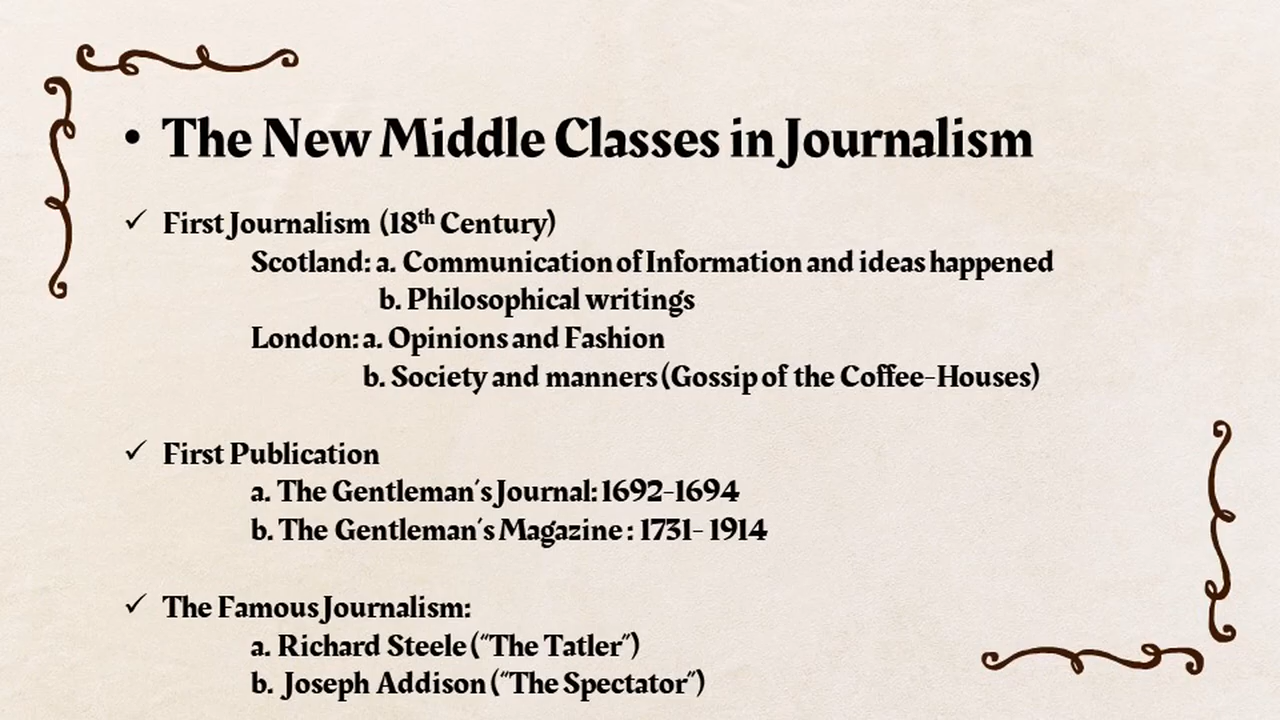 • The New Middle Classes in Journalism
✓ First Journalism (18th Century)
Scotland: a. Communication of Information and ideas happened
b. Philosophical writings
London: a. Opinions and Fashion
b. Society and manners (Gossip of the Coffee-Houses)
✓ First Publication
a. The Gentleman's Journal: 1692-1694
b. The Gentleman's Magazine : 1731- 1914
✓ The Famous Journalism:
a. Richard Steele ("The Tatler")
b. Joseph Addison ("The Spectator")